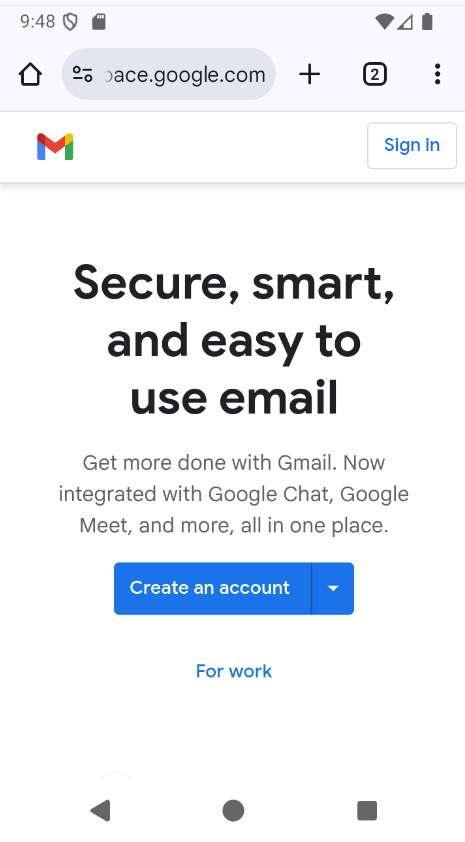 9:48
ace.google.com
2
Sign in
Secure, smart,
and easy to
use email
Get more done with Gmail. Now
integrated with Google Chat, Google
Meet, and more, all in one place.
Create an account
For work